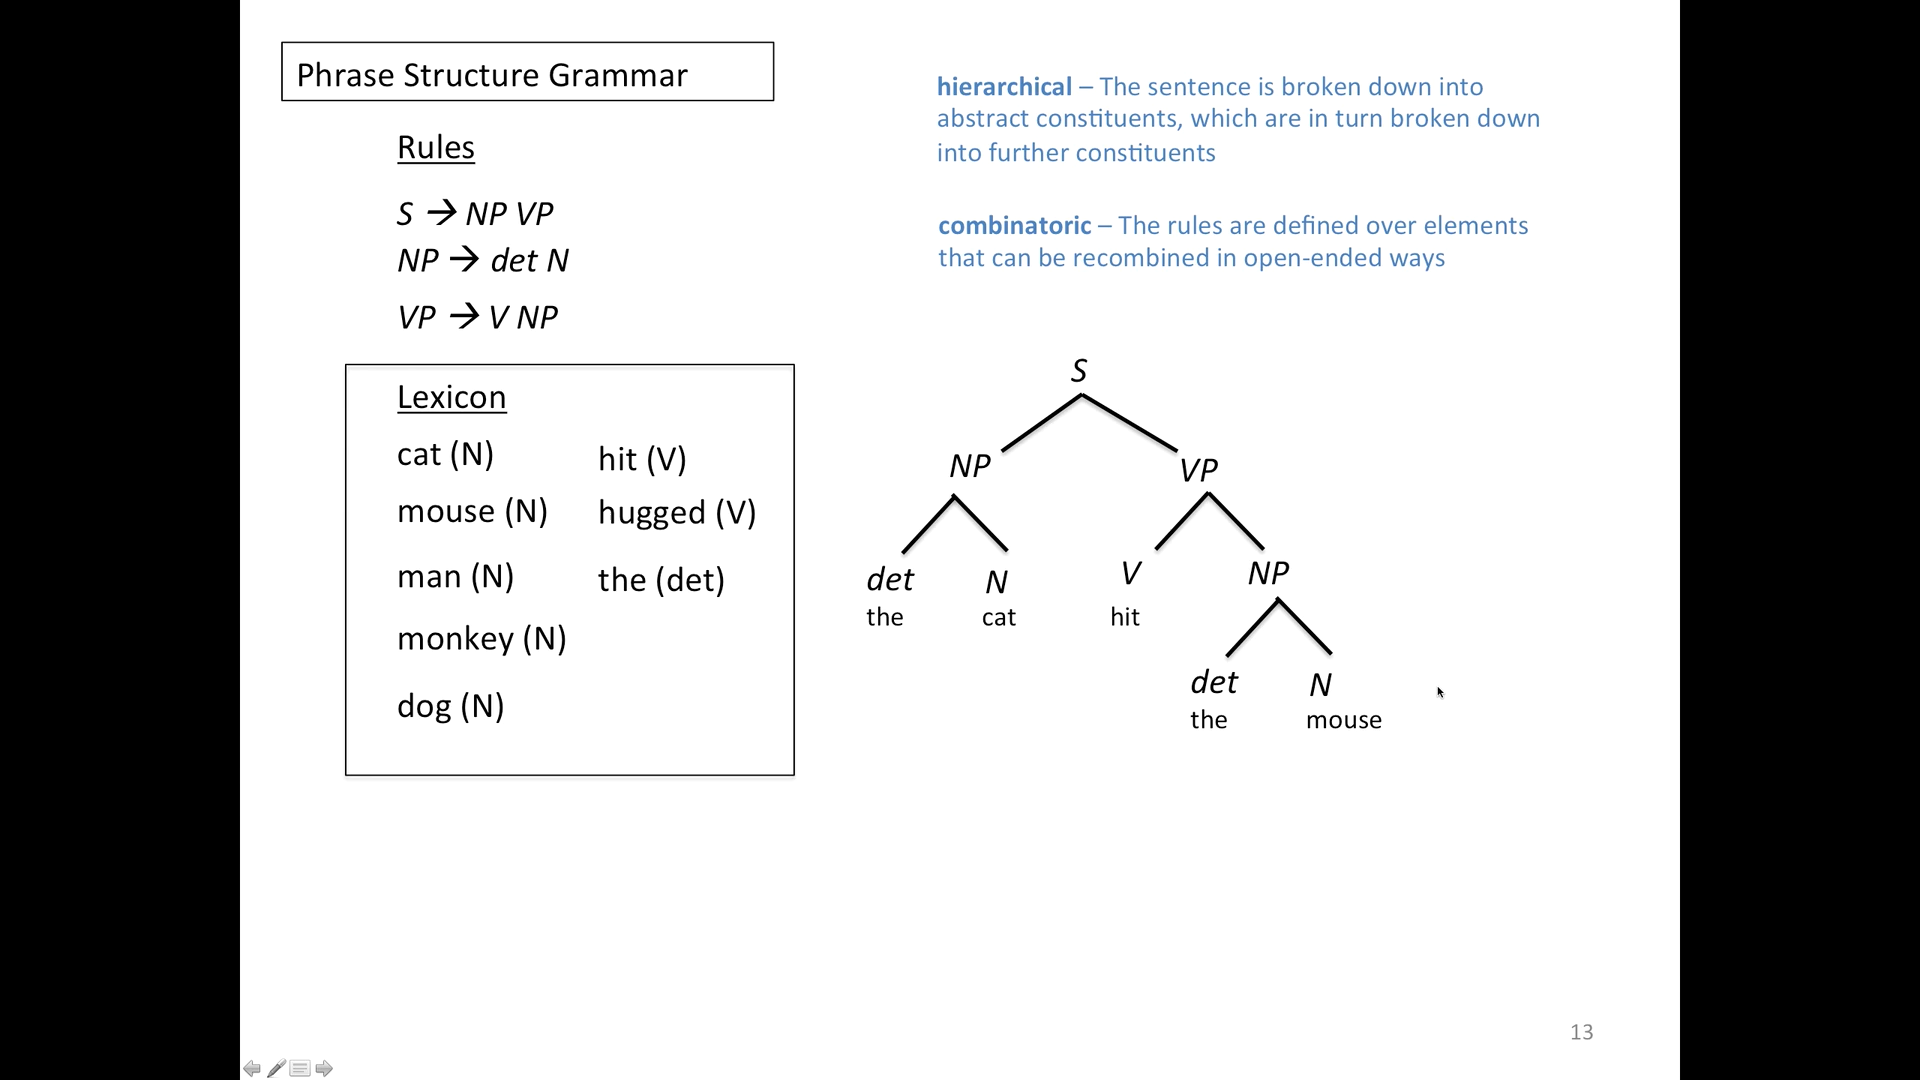 Phrase Structure Grammar
Rules
S → NP VP
NP → det N
VP → V NP
Lexicon
cat (N) hit (V)
mouse (N) hugged (V)
man (N) the (det)
monkey (N)
dog (N)
hierarchical – The sentence is broken down into
abstract constituents, which are in turn broken down
into further constituents
combinatoric – The rules are defined over elements
that can be recombined in open-ended ways
S
NP VP
det N V NP
the cat hit
det N
the mouse
13